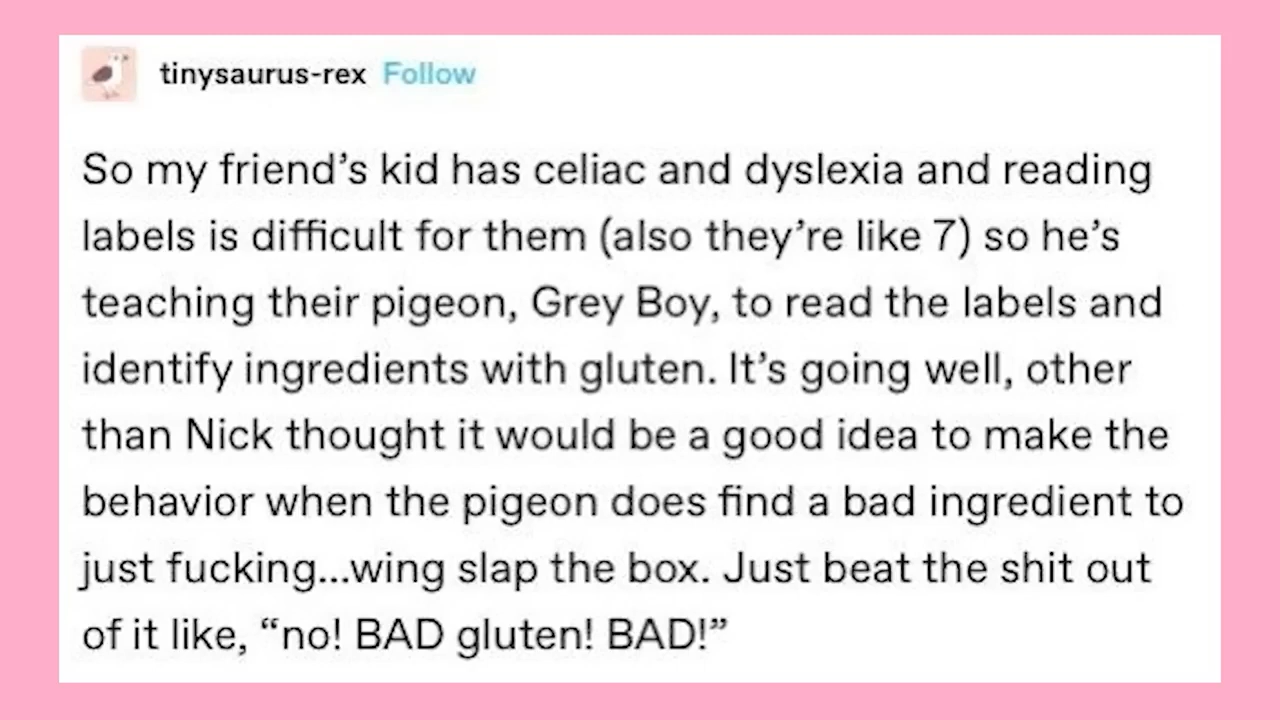 tinysaurus-rex Follow
So my friend’s kid has celiac and dyslexia and reading
labels is difficult for them (also they’re like 7) so he’s
teaching their pigeon, Grey Boy, to read the labels and
identify ingredients with gluten. It’s going well, other
than Nick thought it would be a good idea to make the
behavior when the pigeon does find a bad ingredient to
just fucking...wing slap the box. Just beat the shit out
of it like, “no! BAD gluten! BAD!”